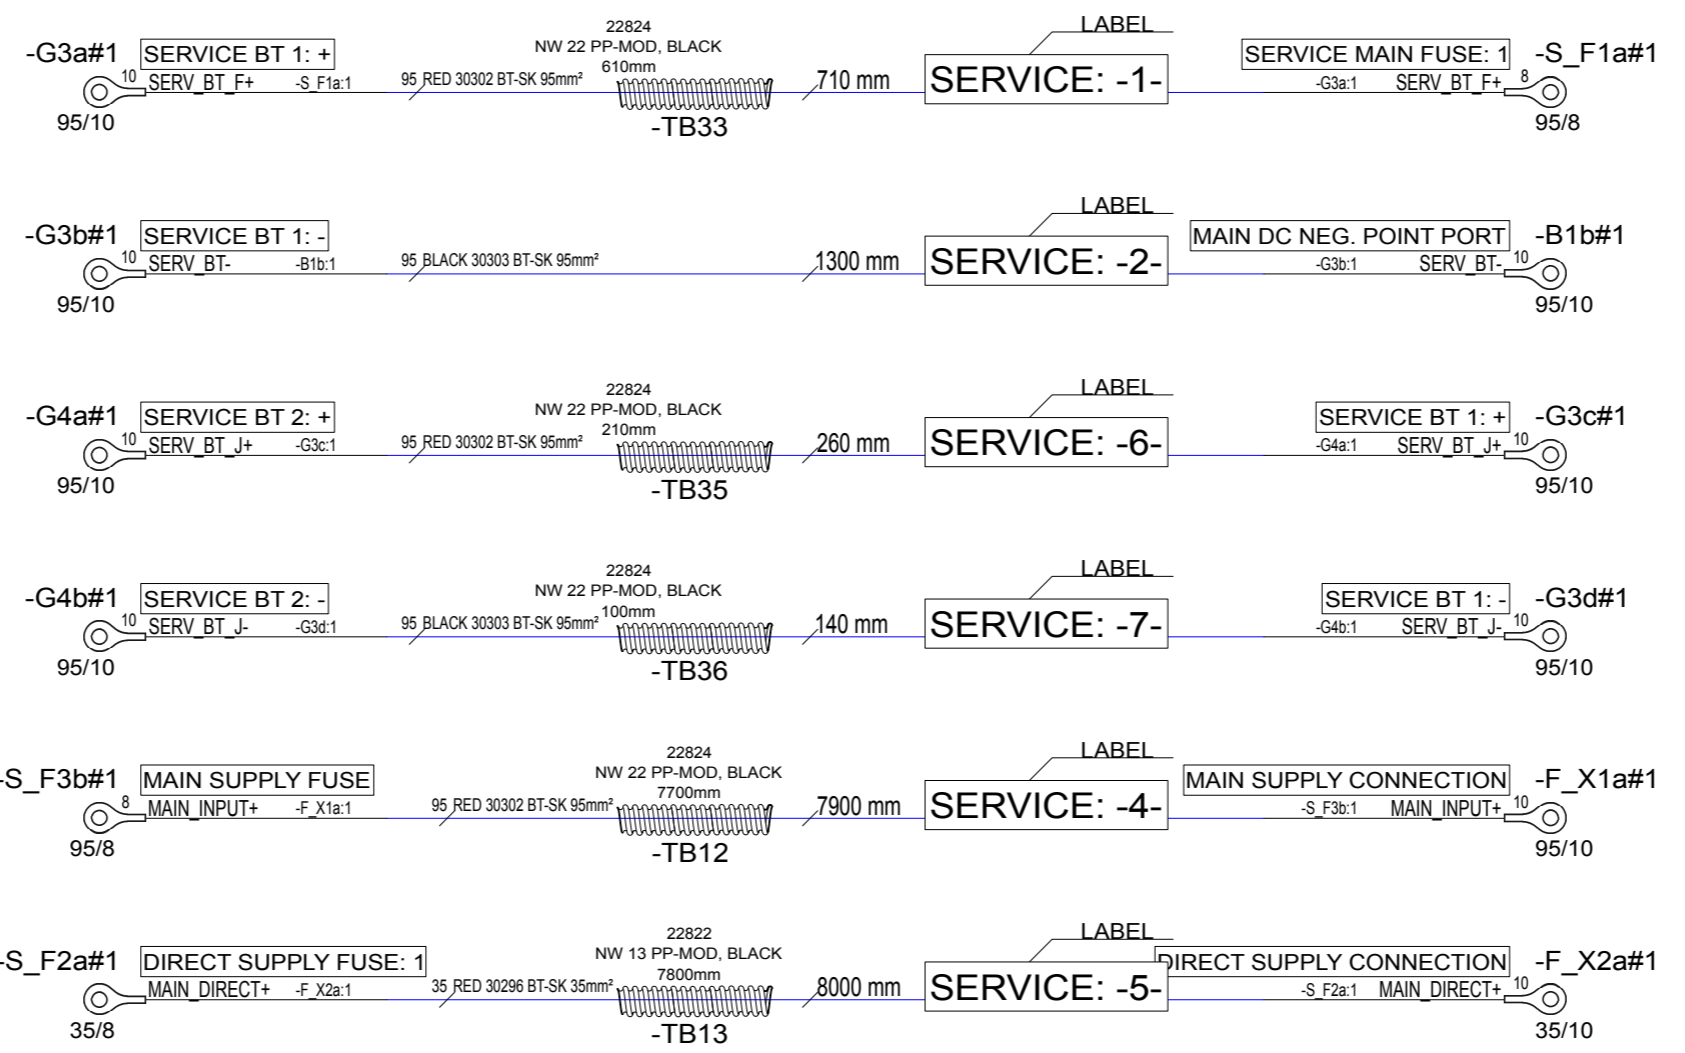 22824
LABEL
-G3a#1 SERVICE BT 1: + NW 22 PP-MOD, BLACK SERVICE MAIN FUSE: 1 -S_F1a#1
610mm
10 SERV_BT_F+ -S_F1a:1 95 RED 30302 BT-SK 95mm² 710 mm SERVICE: -1- -G3a:1 SERV_BT_F+ 8
95/10 -TB33 95/8
LABEL
-G3b#1 SERVICE BT 1: - MAIN DC NEG. POINT PORT -B1b#1
10 SERV_BT- -B1b:1 95 BLACK 30303 BT-SK 95mm² 1300 mm SERVICE: -2- -G3b:1 SERV_BT- 10
95/10 95/10
22824
LABEL
-G4a#1 SERVICE BT 2: + NW 22 PP-MOD, BLACK SERVICE BT 1: + -G3c#1
210mm
10 SERV_BT_J+ -G3c:1 95 RED 30302 BT-SK 95mm² 260 mm SERVICE: -6- -G4a:1 SERV_BT_J+ 10
95/10 -TB35 95/10
22824
LABEL
-G4b#1 SERVICE BT 2: - NW 22 PP-MOD, BLACK SERVICE BT 1: - -G3d#1
100mm
10 SERV_BT_J- -G3d:1 95 BLACK 30303 BT-SK 95mm² 140 mm SERVICE: -7- -G4b:1 SERV_BT_J- 10
95/10 -TB36 95/10
22824
LABEL
-S_F3b#1 MAIN SUPPLY FUSE NW 22 PP-MOD, BLACK MAIN SUPPLY CONNECTION -F_X1a#1
7700mm
8 MAIN_INPUT+ -F_X1a:1 95 RED 30302 BT-SK 95mm² 7900 mm SERVICE: -4- -S_F3b:1 MAIN_INPUT+ 10
95/8 -TB12 95/10
22822
LABEL
-S_F2a#1 DIRECT SUPPLY FUSE: 1 NW 13 PP-MOD, BLACK DIRECT SUPPLY CONNECTION -F_X2a#1
7800mm
8 MAIN_DIRECT+ -F_X2a:1 35 RED 30296 BT-SK 35mm² 8000 mm SERVICE: -5- -S_F2a:1 MAIN_DIRECT+ 10
35/8 -TB13 35/10